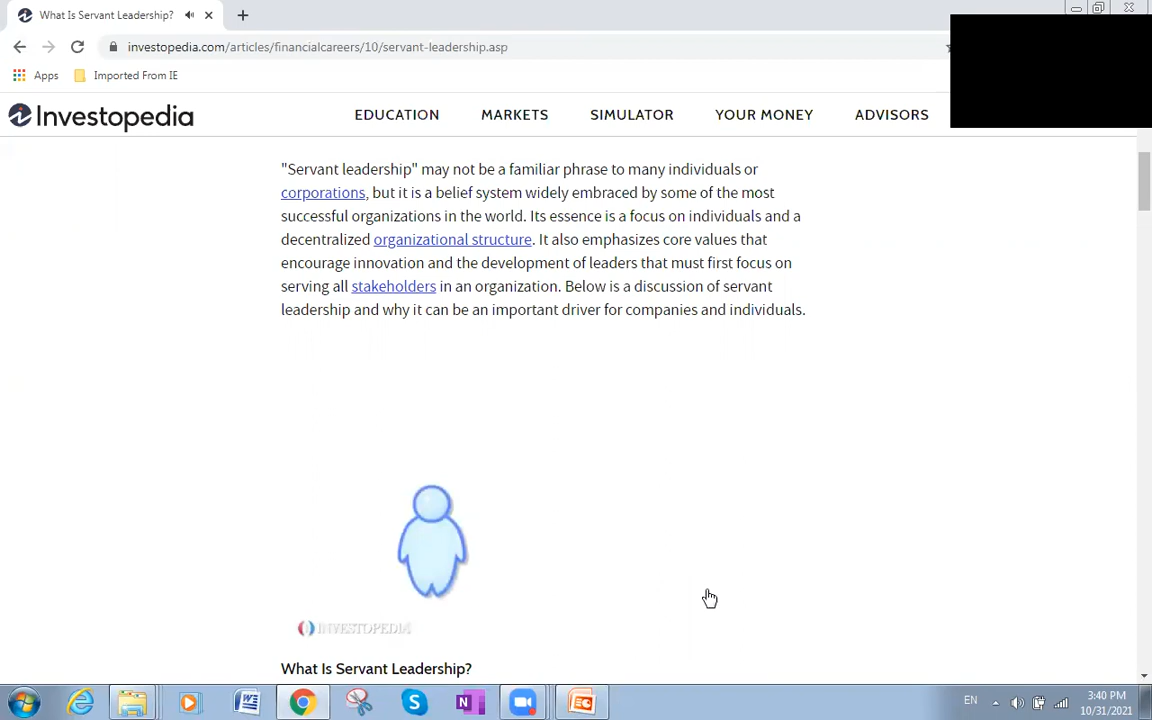 What Is Servant Leadership?
investopedia.com/articles/financialcareers/10/servant-leadership.asp
Apps Imported From IE
Investopedia EDUCATION MARKETS SIMULATOR YOUR MONEY ADVISORS
"Servant leadership" may not be a familiar phrase to many individuals or
corporations, but it is a belief system widely embraced by some of the most
successful organizations in the world. Its essence is a focus on individuals and a
decentralized organizational structure. It also emphasizes core values that
encourage innovation and the development of leaders that must first focus on
serving all stakeholders in an organization. Below is a discussion of servant
leadership and why it can be an important driver for companies and individuals.
INVESTOPEDIA
What Is Servant Leadership?
EN
3:40 PM
10/31/2021